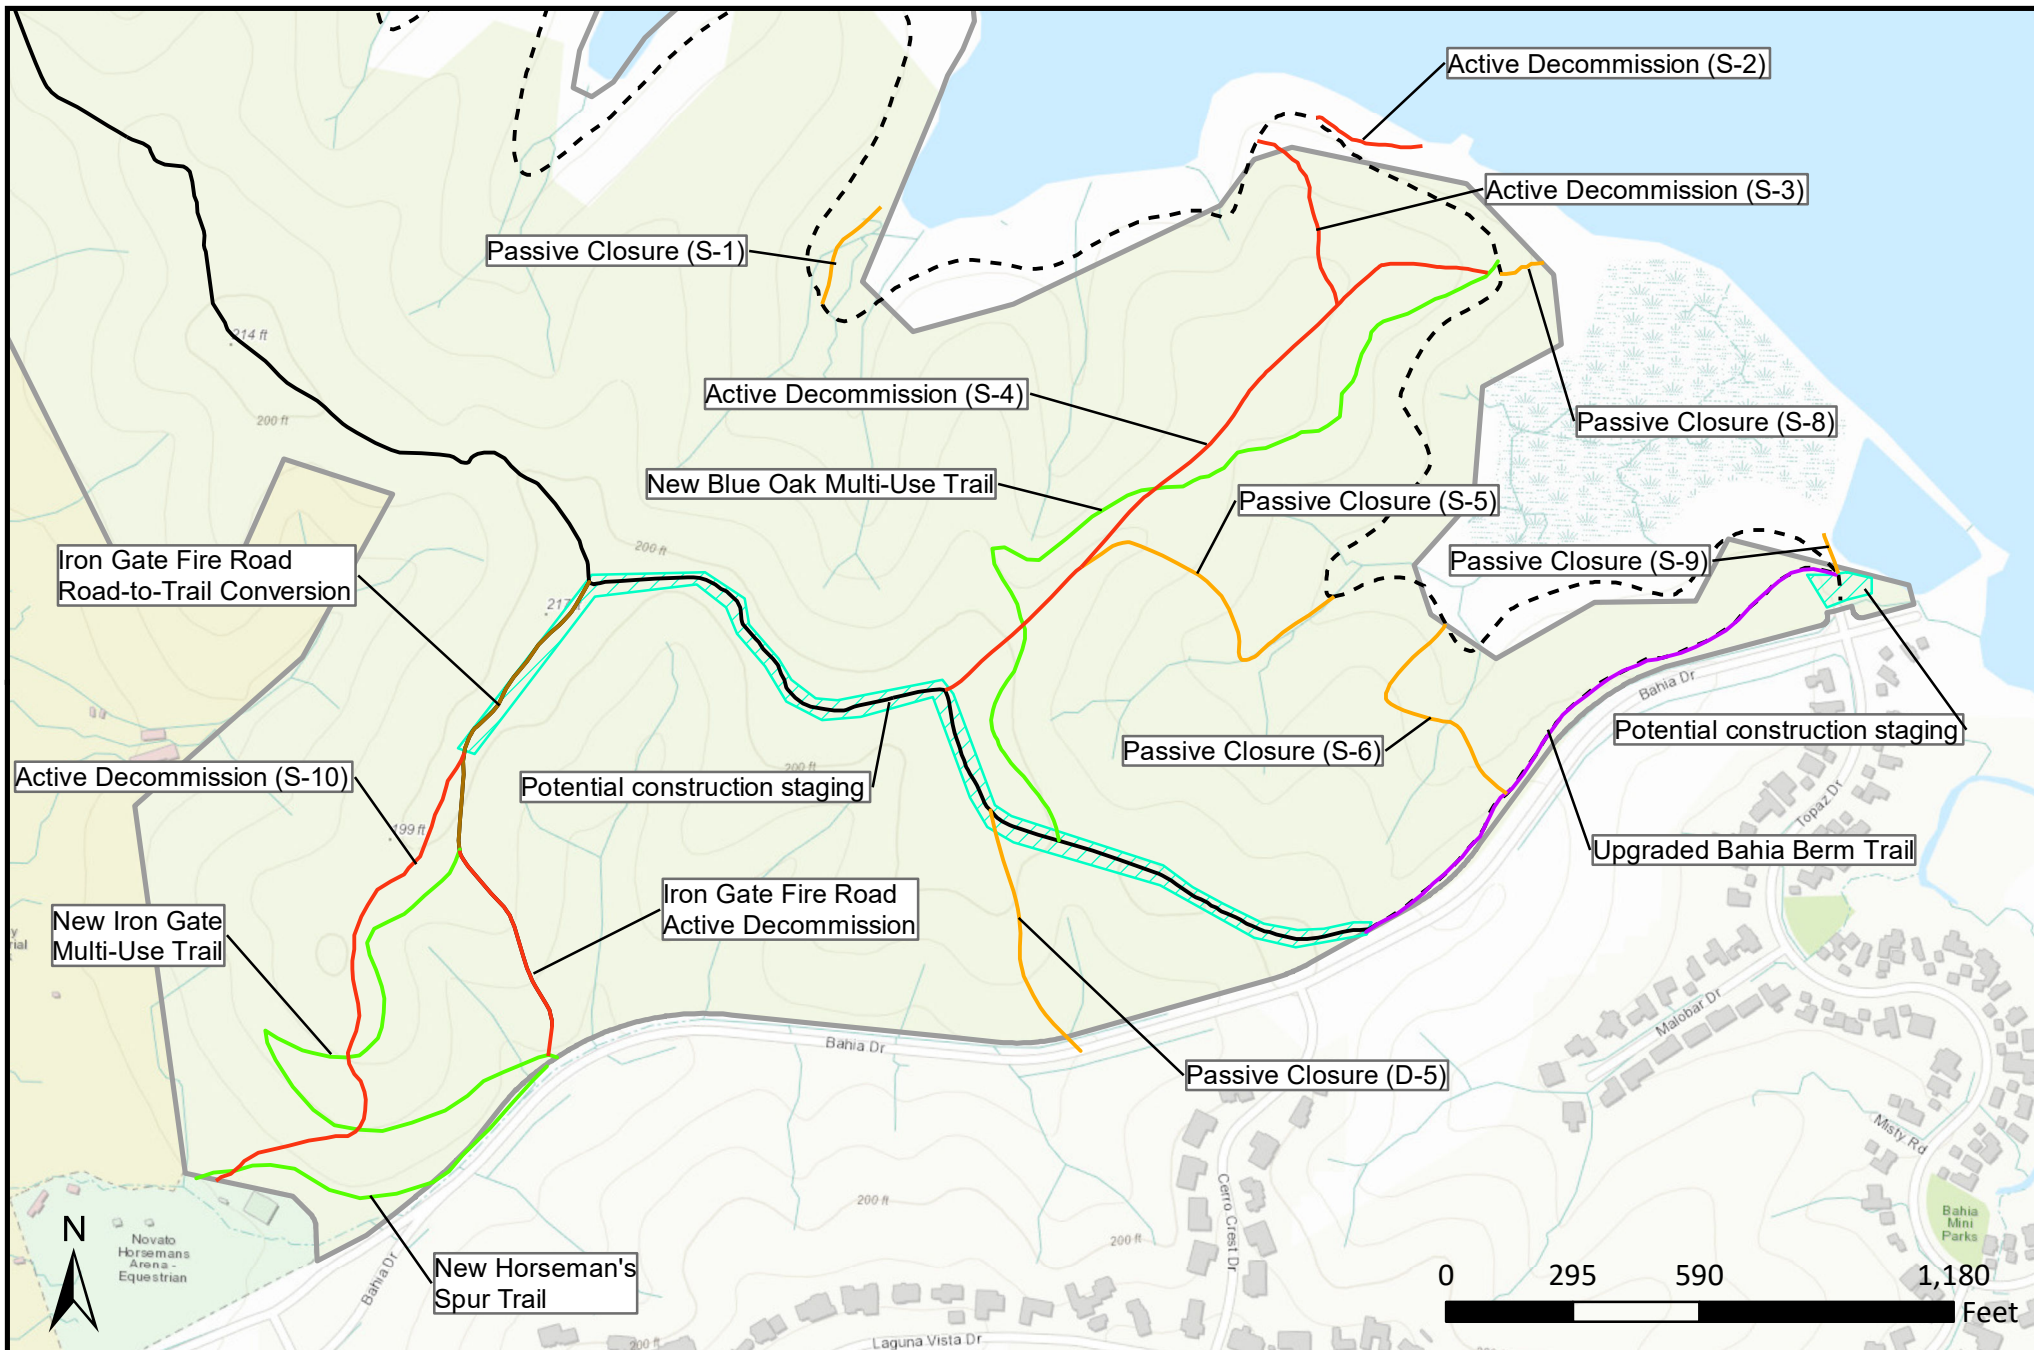 Active Decommission (S-2)
Active Decommission (S-3)
Passive Closure (S-1)
214 ft
Active Decommission (S-4)
200 ft
Passive Closure (S-8)
New Blue Oak Multi-Use Trail
Passive Closure (S-5)
200 ft
Passive Closure (S-9)
Iron Gate Fire Road
Road-to-Trail Conversion
217
Bahia Dr
Potential construction staging
Passive Closure (S-6)
Active Decommission (S-10)
200 ft
Potential construction staging
Topaz Dr
199 ft
Upgraded Bahia Berm Trail
Iron Gate Fire Road
Active Decommission
New Iron Gate
Multi-Use Trail
rial
Malobar Dr
Bahia Dr
Passive Closure (D-5)
Misty Rd
200 ft
Cerro Crest Dr
Bahia
Mini
Parks
N
Novato
Horsemans
Arena -
Equestrian
200 ft
Bahia Dr
New Horseman's
Spur Trail
0 295 590 1,180
Feet
Laguna Vista Dr
200 ft